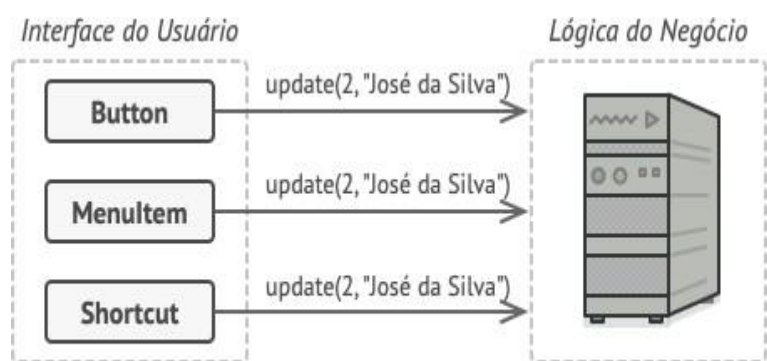 Interface do Usuário
Lógica do Negócio
Button
update(2, "José da Silva")
MenuItem
update(2, "José da Silva")
Shortcut
update(2, "José da Silva")